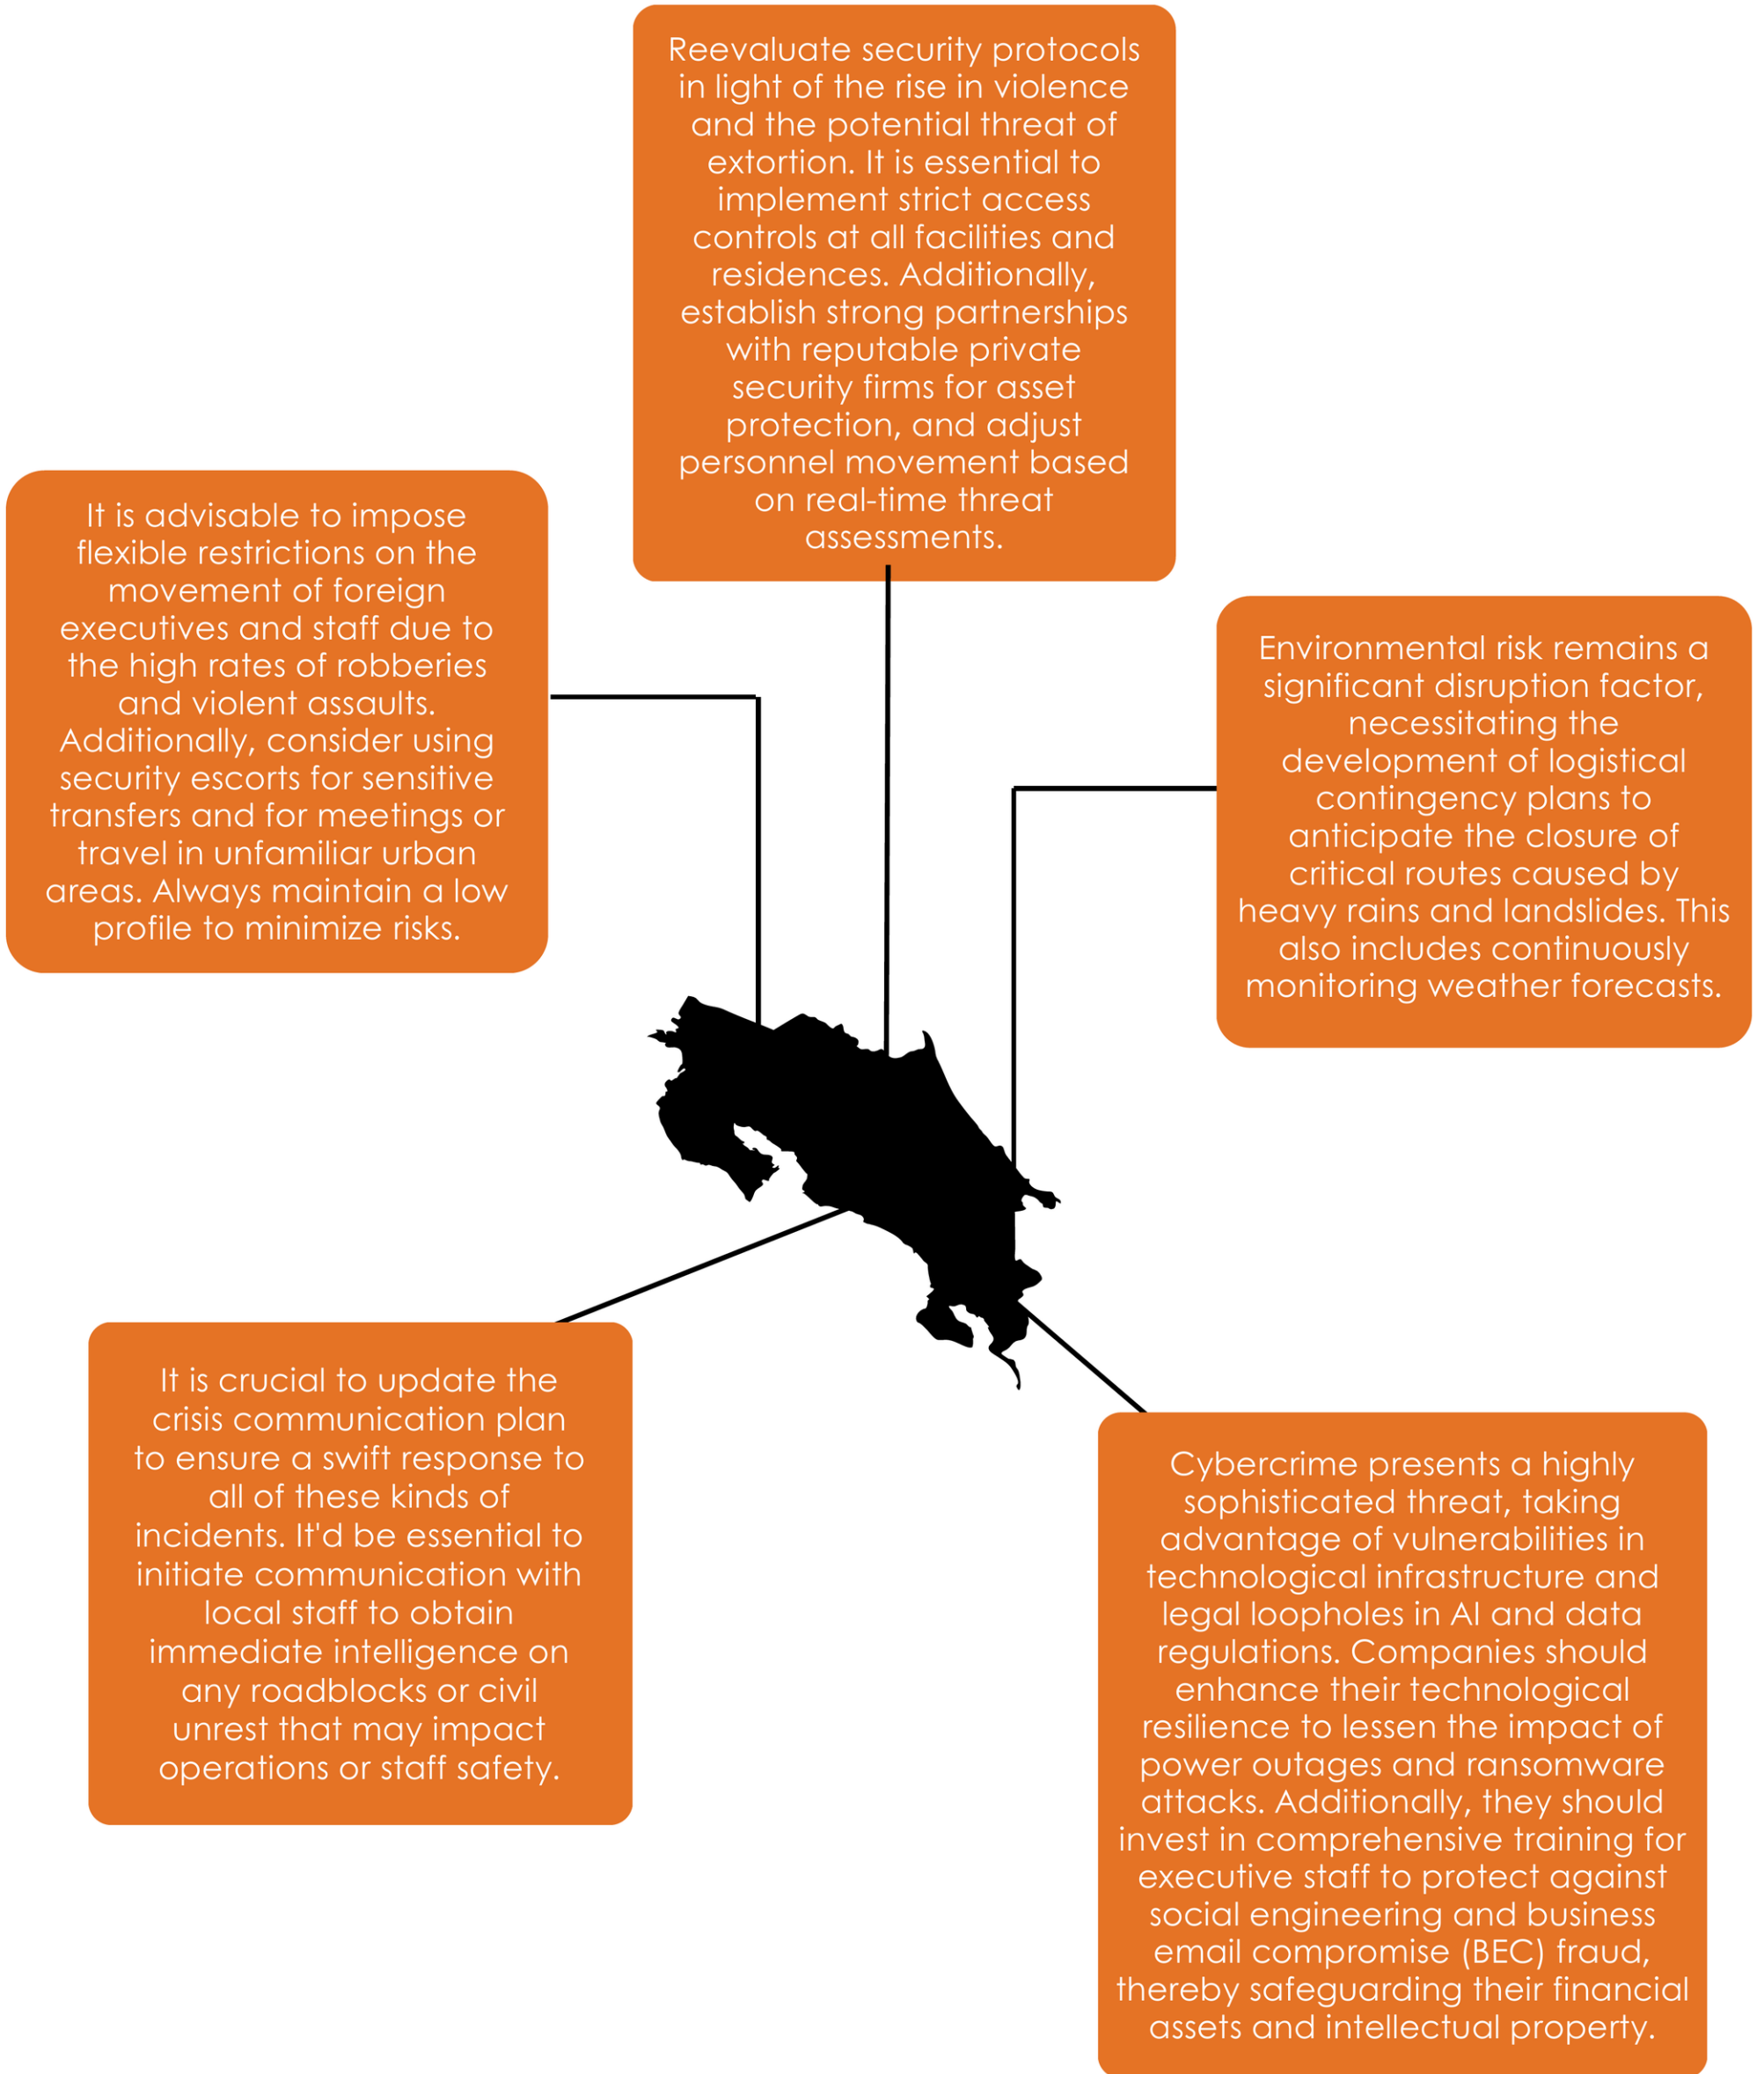 Reevaluate security protocols
in light of the rise in violence
and the potential threat of
extortion. It is essential to
implement strict access
controls at all facilities and
residences. Additionally,
establish strong partnerships
with reputable private
security firms for asset
protection, and adjust
personnel movement based
on real-time threat
assessments.
It is advisable to impose
flexible restrictions on the
movement of foreign
executives and staff due to
the high rates of robberies
and violent assaults.
Additionally, consider using
security escorts for sensitive
transfers and for meetings or
travel in unfamiliar urban
areas. Always maintain a low
profile to minimize risks.
Environmental risk remains a
significant disruption factor,
necessitating the
development of logistical
contingency plans to
anticipate the closure of
critical routes caused by
heavy rains and landslides. This
also includes continuously
monitoring weather forecasts.
It is crucial to update the
crisis communication plan
to ensure a swift response to
all of these kinds of
incidents. It'd be essential to
initiate communication with
local staff to obtain
immediate intelligence on
any roadblocks or civil
unrest that may impact
operations or staff safety.
Cybercrime presents a highly
sophisticated threat, taking
advantage of vulnerabilities in
technological infrastructure and
legal loopholes in AI and data
regulations. Companies should
enhance their technological
resilience to lessen the impact of
power outages and ransomware
attacks. Additionally, they should
invest in comprehensive training for
executive staff to protect against
social engineering and business
email compromise (BEC) fraud,
thereby safeguarding their financial
assets and intellectual property.